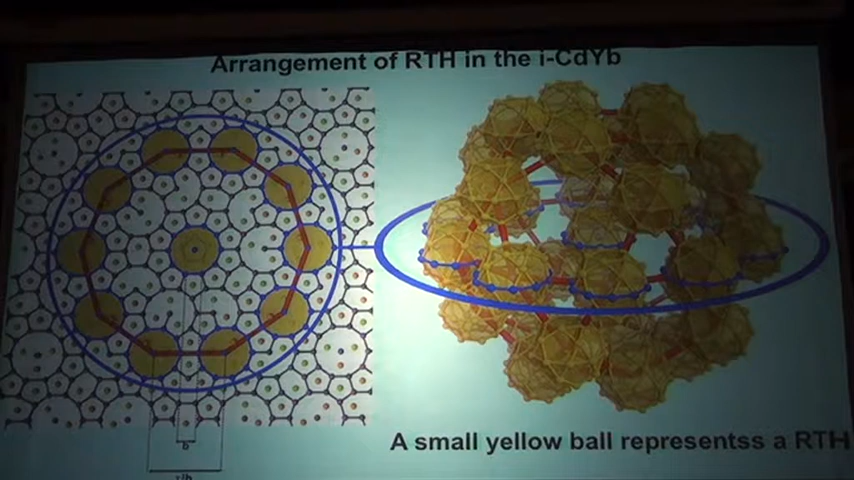 Arrangement of RTH in the i-CdYb
A small yellow ball representss a RTH
b